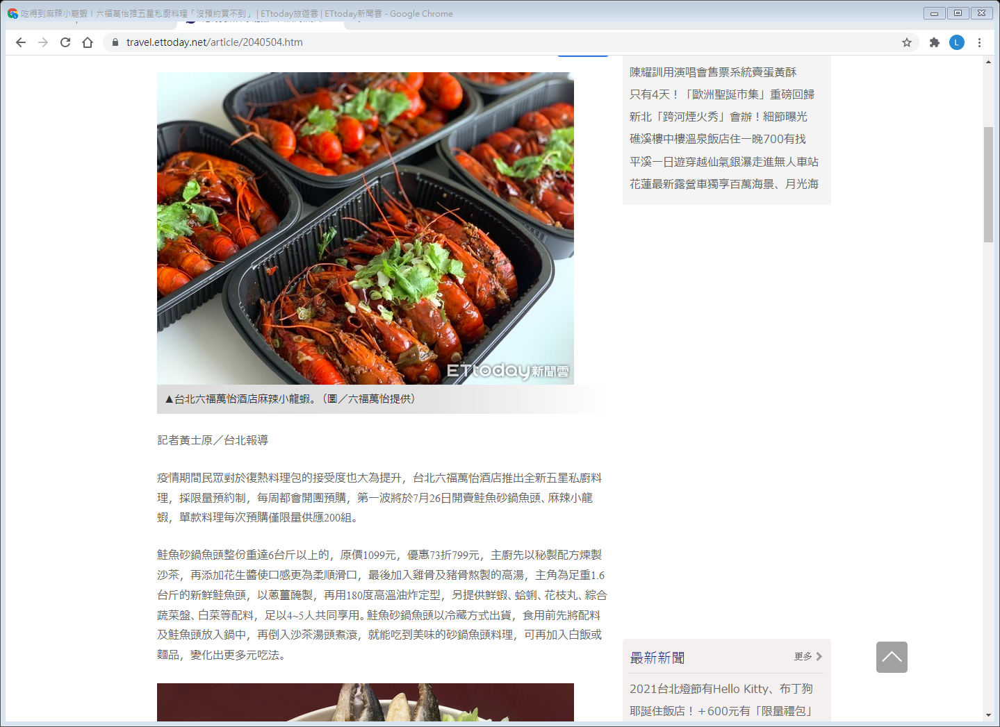 吃得到麻辣小龍蝦！六福萬怡推五星私廚料理「沒預約買不到」 | ETtoday旅遊雲 | ETtoday新聞雲 - Google Chrome
travel.ettoday.net/article/2040504.htm
L
ETtoday新聞雲
▲台北六福萬怡酒店麻辣小龍蝦。（圖／六福萬怡提供）
記者黃士原／台北報導
疫情期間民眾對於復熱料理包的接受度也大為提升，台北六福萬怡酒店推出全新五星私廚料
理，採限量預約制，每周都會開團預購，第一波將於7月26日開賣鮭魚砂鍋魚頭、麻辣小龍
蝦，單款料理每次預購僅限量供應200組。
鮭魚砂鍋魚頭整份重達6台斤以上的，原價1099元，優惠73折799元，主廚先以秘製配方煉製
沙茶，再添加花生醬使口感更為柔順滑口，最後加入雞骨及豬骨熬製的高湯，主角為足重1.6
台斤的新鮮鮭魚頭，以蔥薑醃製，再用180度高溫油炸定型，另提供鮮蝦、蛤蜊、花枝丸、綜合
蔬菜盤、白菜等配料，足以4~5人共同享用。鮭魚砂鍋魚頭以冷藏方式出貨，食用前先將配料
及鮭魚頭放入鍋中，再倒入沙茶湯頭煮滾，就能吃到美味的砂鍋魚頭料理，可再加入白飯或
麵品，變化出更多元吃法。
陳耀訓用演唱會售票系統賣蛋黃酥
只有4天！「歐洲聖誕市集」重磅回歸
新北「跨河煙火秀」會辦！細節曝光
礁溪樓中樓溫泉飯店住一晚700有找
平溪一日遊穿越仙氣銀瀑走進無人車站
花蓮最新露營車獨享百萬海景、月光海
最新新聞
更多
2021台北燈節有Hello Kitty、布丁狗
耶誕住飯店！＋600元有「限量禮包」